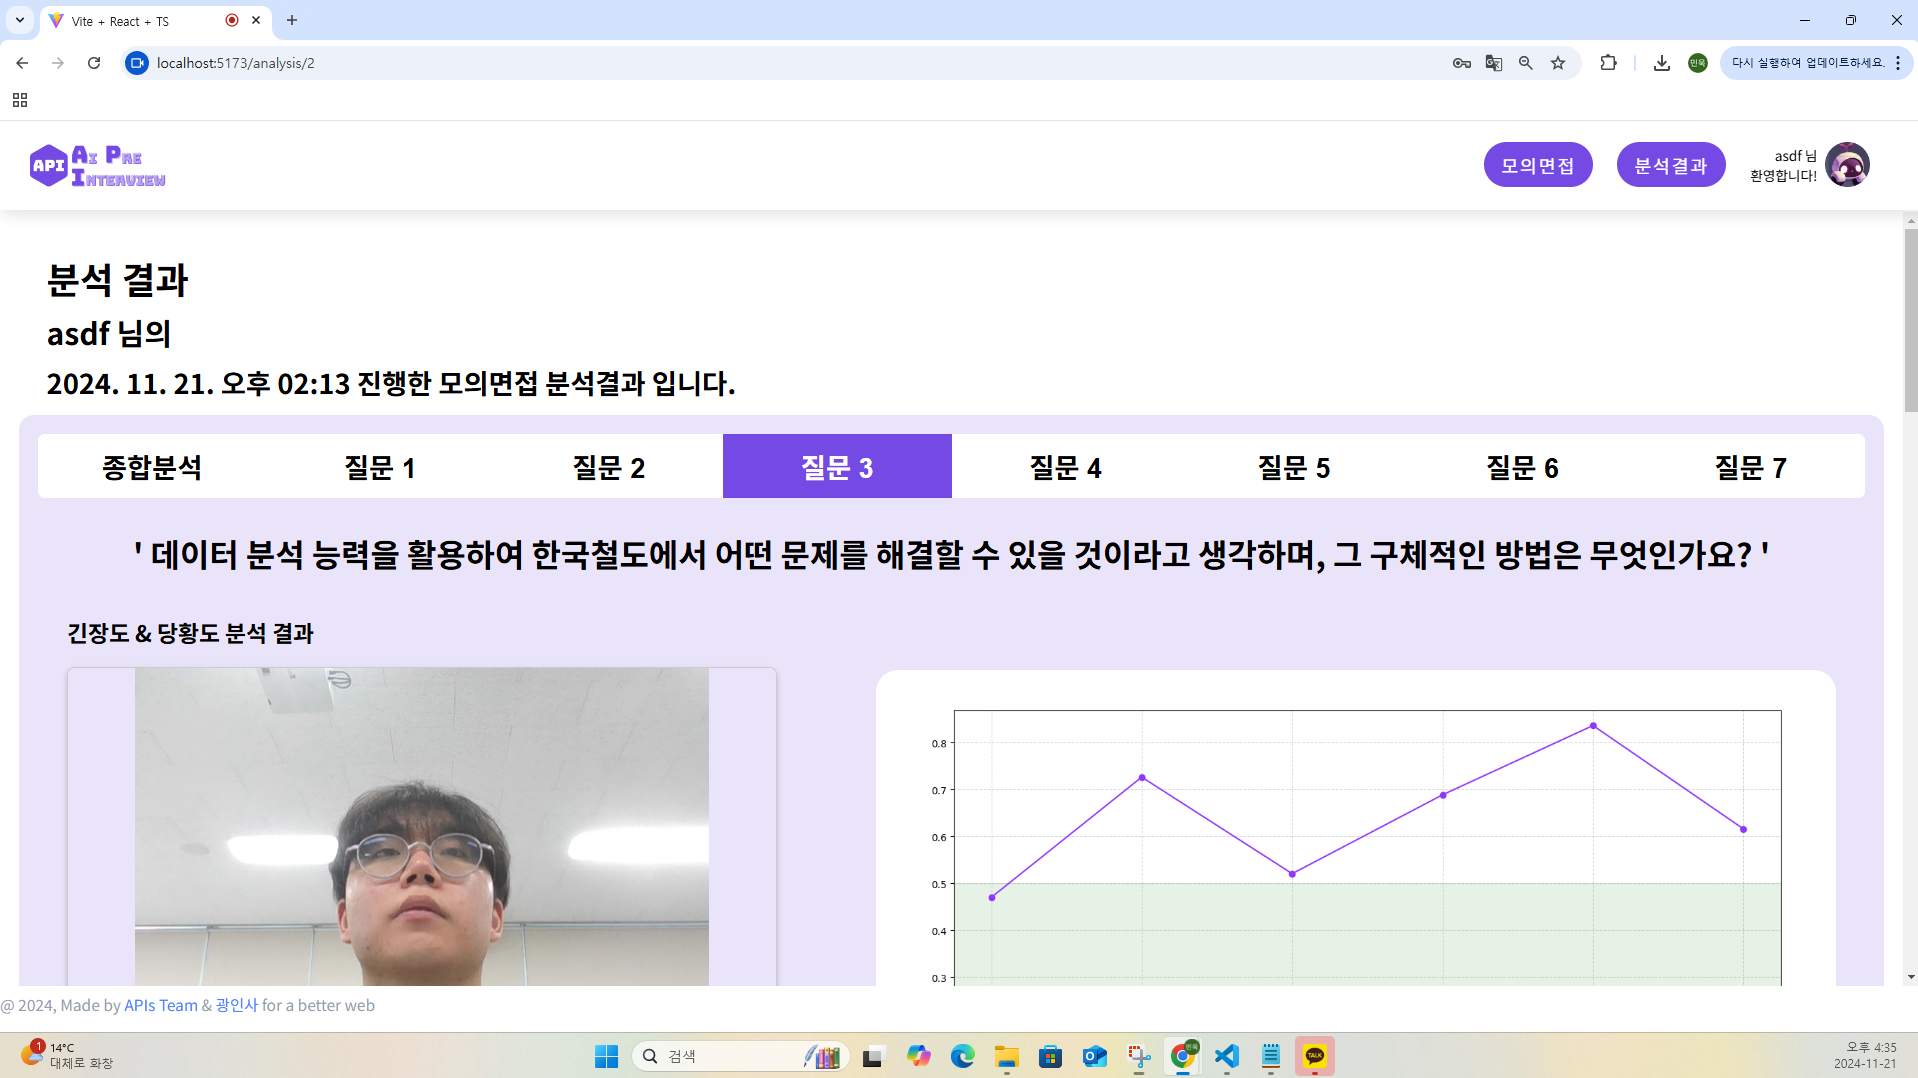 Vite + React + TS
localhost:5173/analysis/2
민욱
다시 실행하여 업데이트하세요.
API
Ai Pre
Interview
모의면접
분석결과
asdf 님
환영합니다!
분석 결과
asdf 님의
2024. 11. 21. 오후 02:13 진행한 모의면접 분석결과 입니다.
종합분석
질문 1
질문 2
질문 3
질문 4
질문 5
질문 6
질문 7
' 데이터 분석 능력을 활용하여 한국철도에서 어떤 문제를 해결할 수 있을 것이라고 생각하며, 그 구체적인 방법은 무엇인가요? '
긴장도 & 당황도 분석 결과
0.8
0.7
0.6
0.5
0.4
0.3
@ 2024, Made by APIs Team & 광인사 for a better web
1
14°C
대체로 화창
검색
민욱
TALK
오후 4:35
2024-11-21